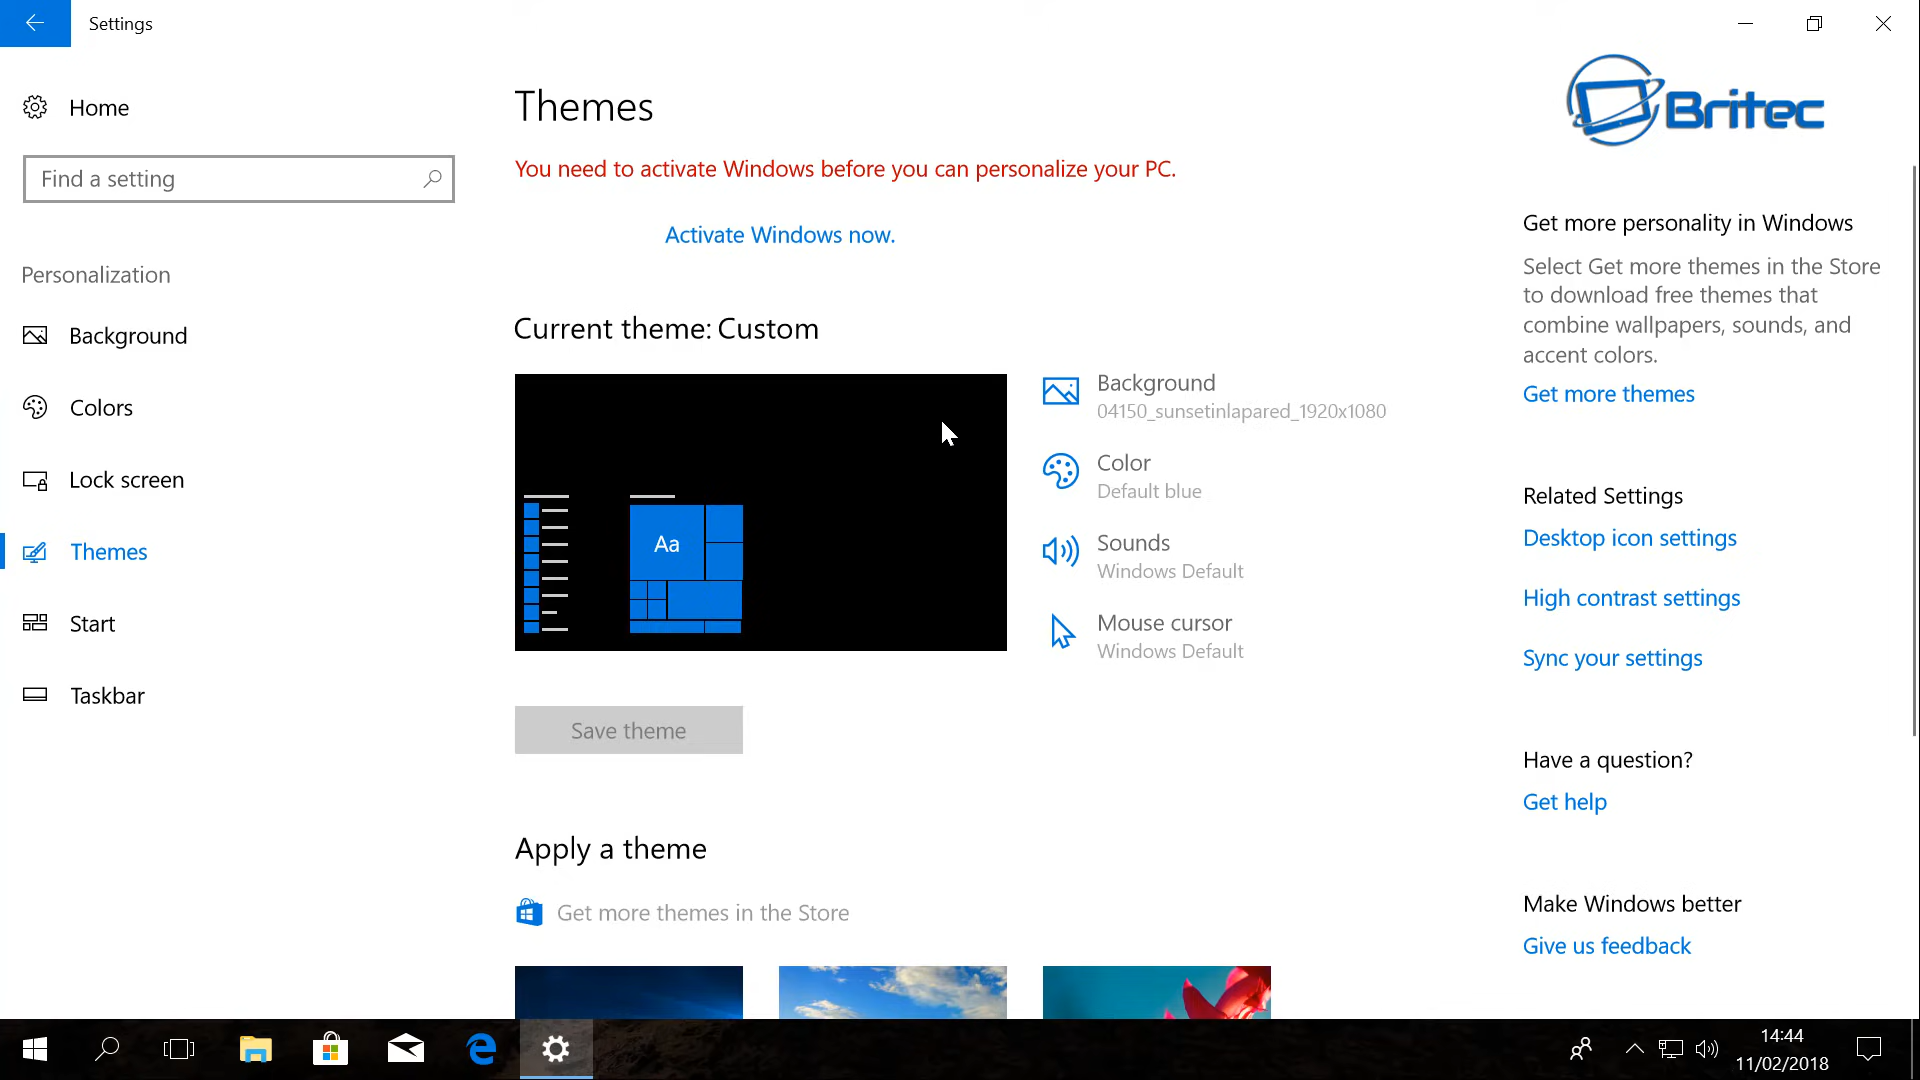 Settings
Home
Find a setting
Personalization
Background
Colors
Lock screen
Themes
Start
Taskbar
Themes
You need to activate Windows before you can personalize your PC.
Activate Windows now.
Current theme: Custom
Aa
Background
04150_sunsetinlapared_1920x1080
Color
Default blue
Sounds
Windows Default
Mouse cursor
Windows Default
Save theme
Apply a theme
Get more themes in the Store
Britec
Get more personality in Windows
Select Get more themes in the Store
to download free themes that
combine wallpapers, sounds, and
accent colors.
Get more themes
Related Settings
Desktop icon settings
High contrast settings
Sync your settings
Have a question?
Get help
Make Windows better
Give us feedback
14:44
11/02/2018